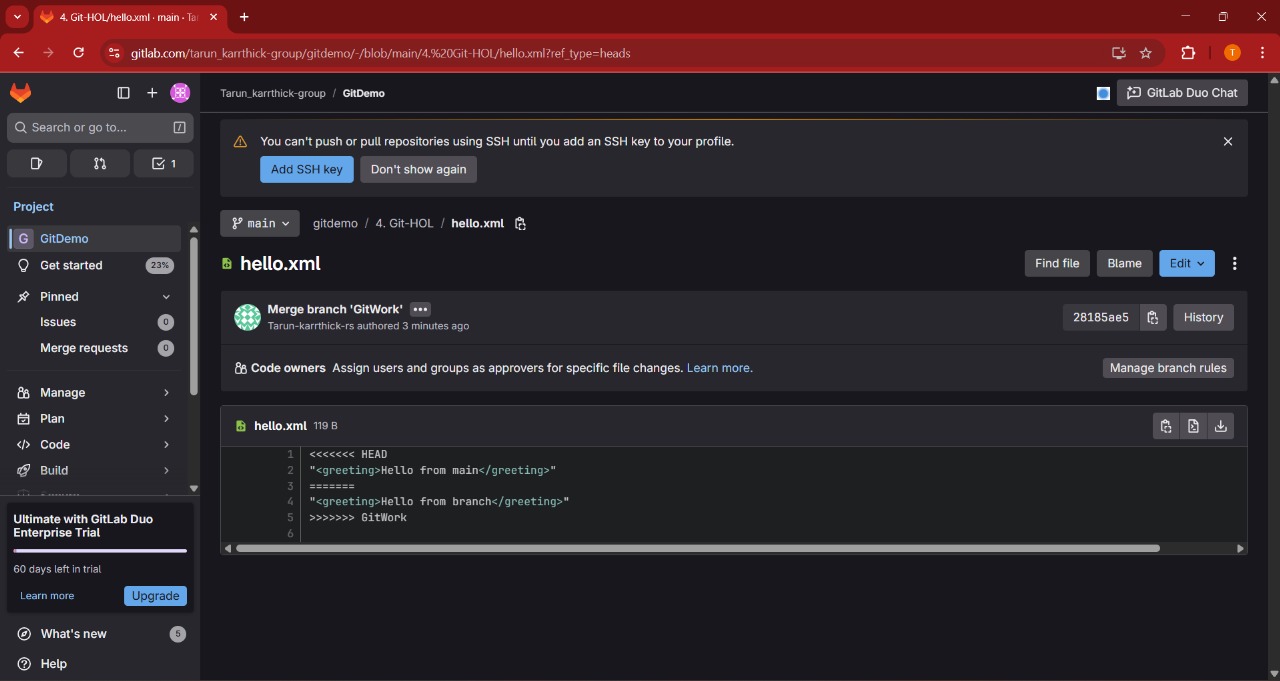 4. Git-HOL/hello.xml · main · Ta
gitlab.com/tarun_karrthick-group/gitdemo/-/blob/main/4.%20Git-HOL/hello.xml?ref_type=heads
T
Tarun_karrthick-group / GitDemo
GitLab Duo Chat
Search or go to... /
1
You can't push or pull repositories using SSH until you add an SSH key to your profile.
Add SSH key Don't show again
Project
G GitDemo
Get started 23%
Pinned
Issues 0
Merge requests 0
Manage
Plan
Code
Build
Ultimate with GitLab Duo
Enterprise Trial
60 days left in trial
Learn more Upgrade
What's new 5
Help
main gitdemo / 4. Git-HOL / hello.xml
hello.xml
Find file Blame Edit
Merge branch 'GitWork' •••
Tarun-karrthick-rs authored 3 minutes ago
28185ae5 History
Code owners Assign users and groups as approvers for specific file changes. Learn more.
Manage branch rules
hello.xml 119 B
1 <<<<<<< HEAD
2 "<greeting>Hello from main</greeting>"
3 =======
4 "<greeting>Hello from branch</greeting>"
5 >>>>>>> GitWork
6